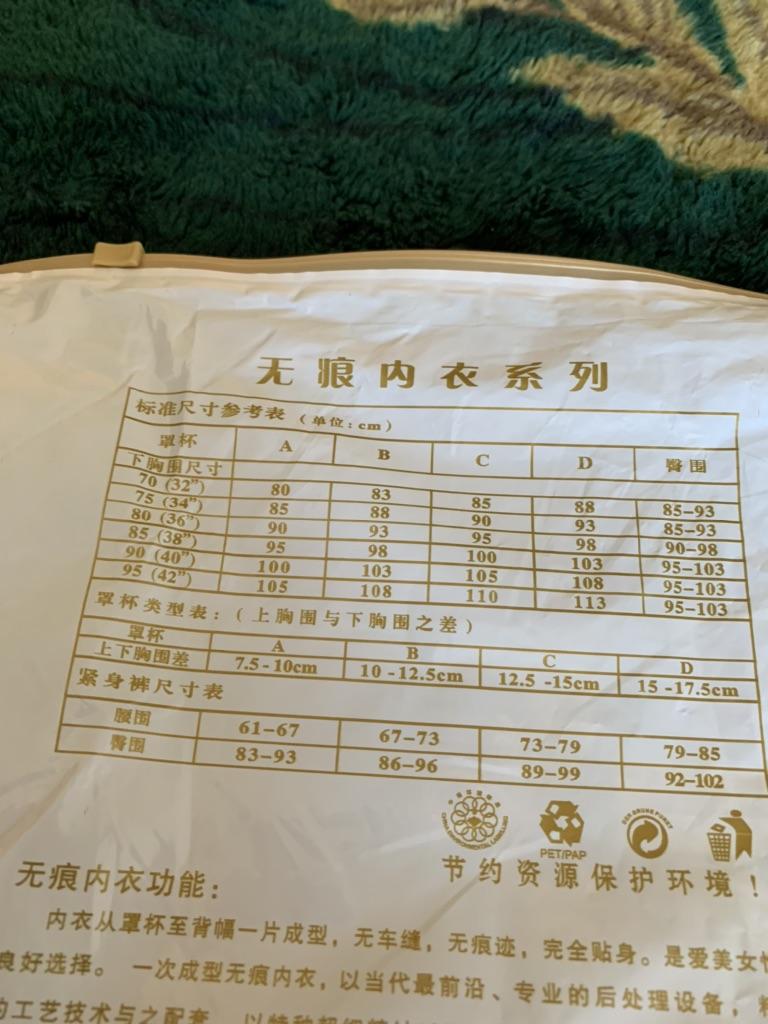 无痕内衣系列
标准尺寸参考表 (单位:cm)
罩杯 A B C D 臀围
下胸围尺寸
70 (32”) 80 83 85 88 85-93
75 (34”) 85 88 90 93 85-93
80 (36”) 90 93 95 98 90-98
85 (38”) 95 98 100 103 95-103
90 (40”) 100 103 105 108 95-103
95 (42”) 105 108 110 113 95-103
罩杯类型表:(上胸围与下胸围之差)
罩杯 A B C D
上下胸围差 7.5-10cm 10-12.5cm 12.5-15cm 15-17.5cm
紧身裤尺寸表
腰围 61-67 67-73 73-79 79-85
臀围 83-93 86-96 89-99 92-102
PET/PAP
节约资源保护环境!
无痕内衣功能:
内衣从罩杯至背幅一片成型,无车缝,无痕迹,完全贴身。是爱美女性
良好选择。 一次成型无痕内衣,以当代最前沿、专业的后处理设备,
的工艺技术与之配套